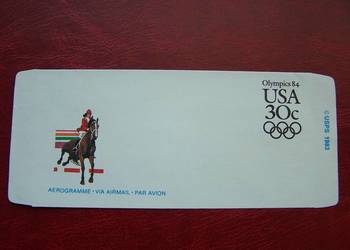 Olympics 84
USA
30c
© USPS 1983
AEROGRAMME • VIA AIRMAIL • PAR AVION